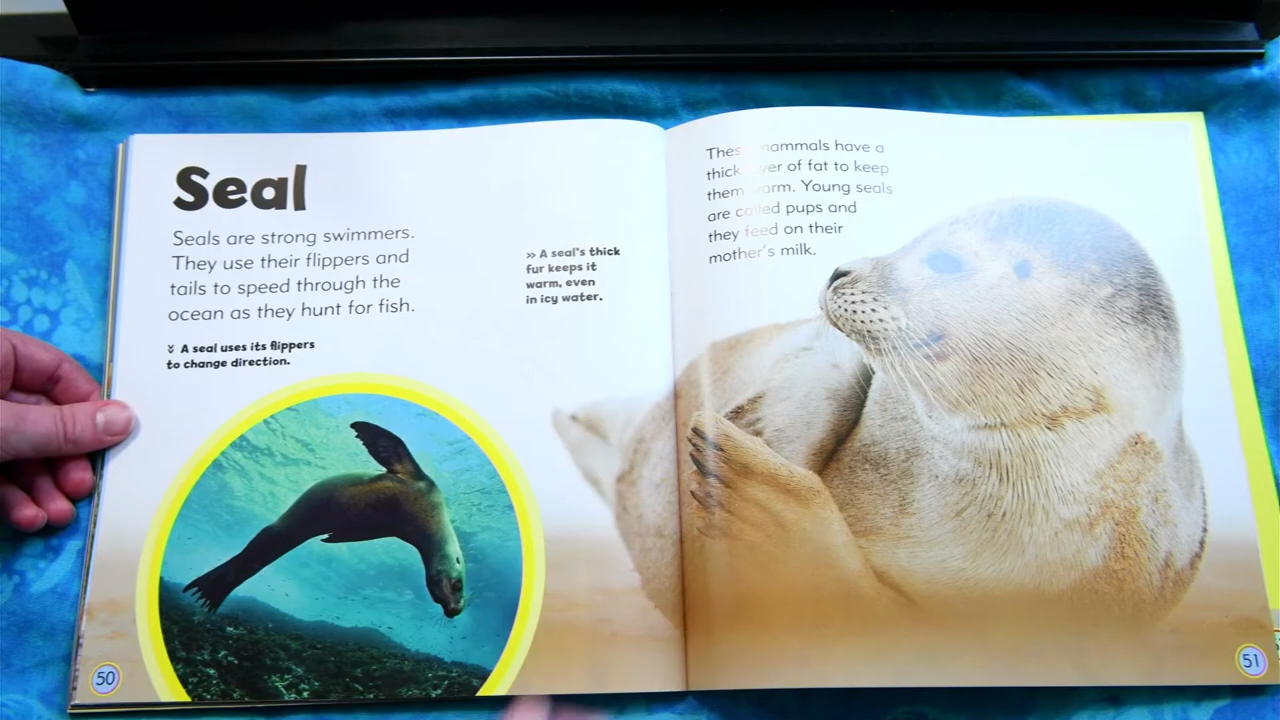 Seal
Seals are strong swimmers.
They use their flippers and
tails to speed through the
ocean as they hunt for fish.
» A seal's thick
fur keeps it
warm, even
in icy water.
A seal uses its flippers
to change direction.
50
These mammals have a
thick layer of fat to keep
them warm. Young seals
are called pups and
they feed on their
mother's milk.
51